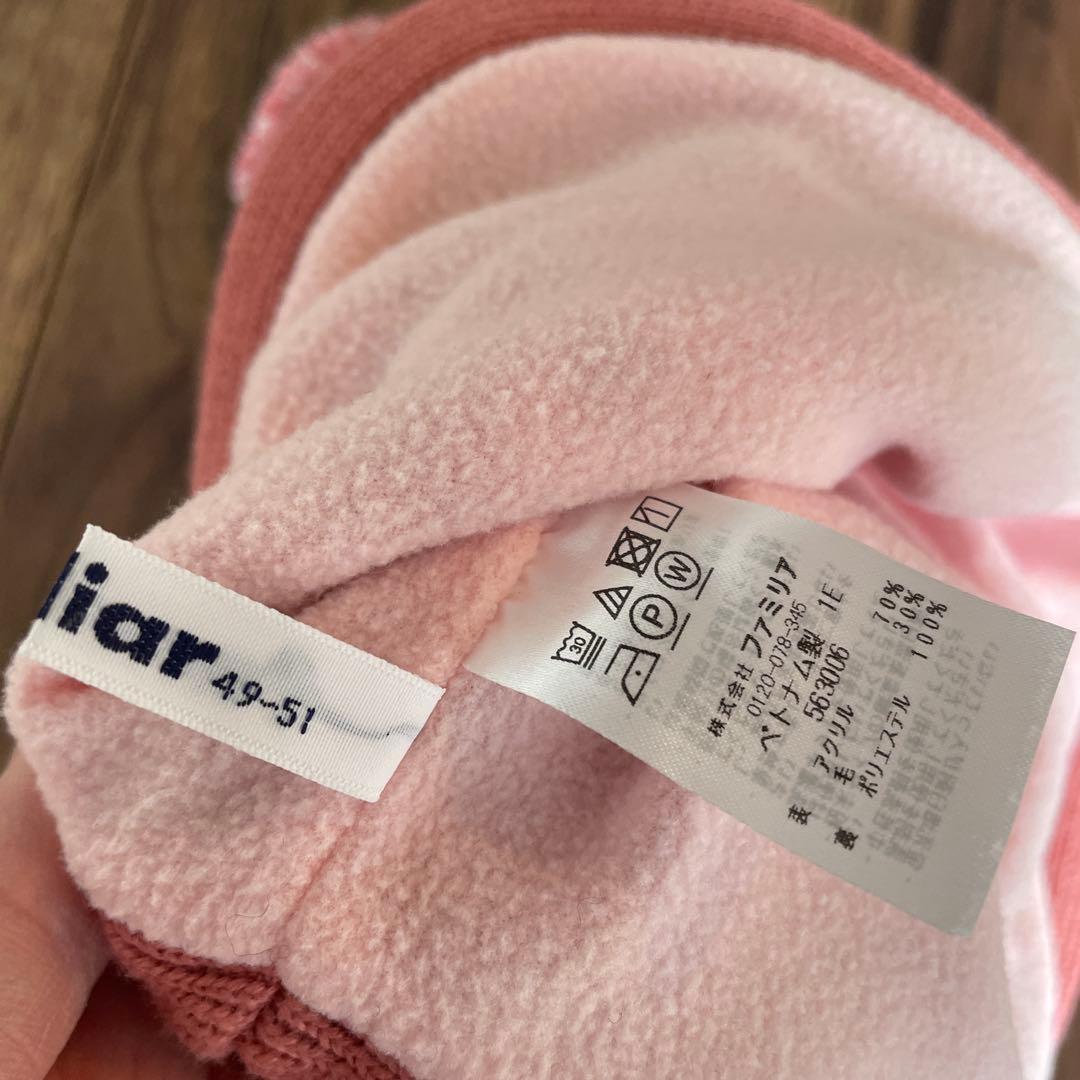 liar 49-51
30
P
W
株式会社 ファミリア
0120-078-345
ベトナム製 1E
563006
表 アクリル 70%
毛 30%
裏 ポリエステル 100%